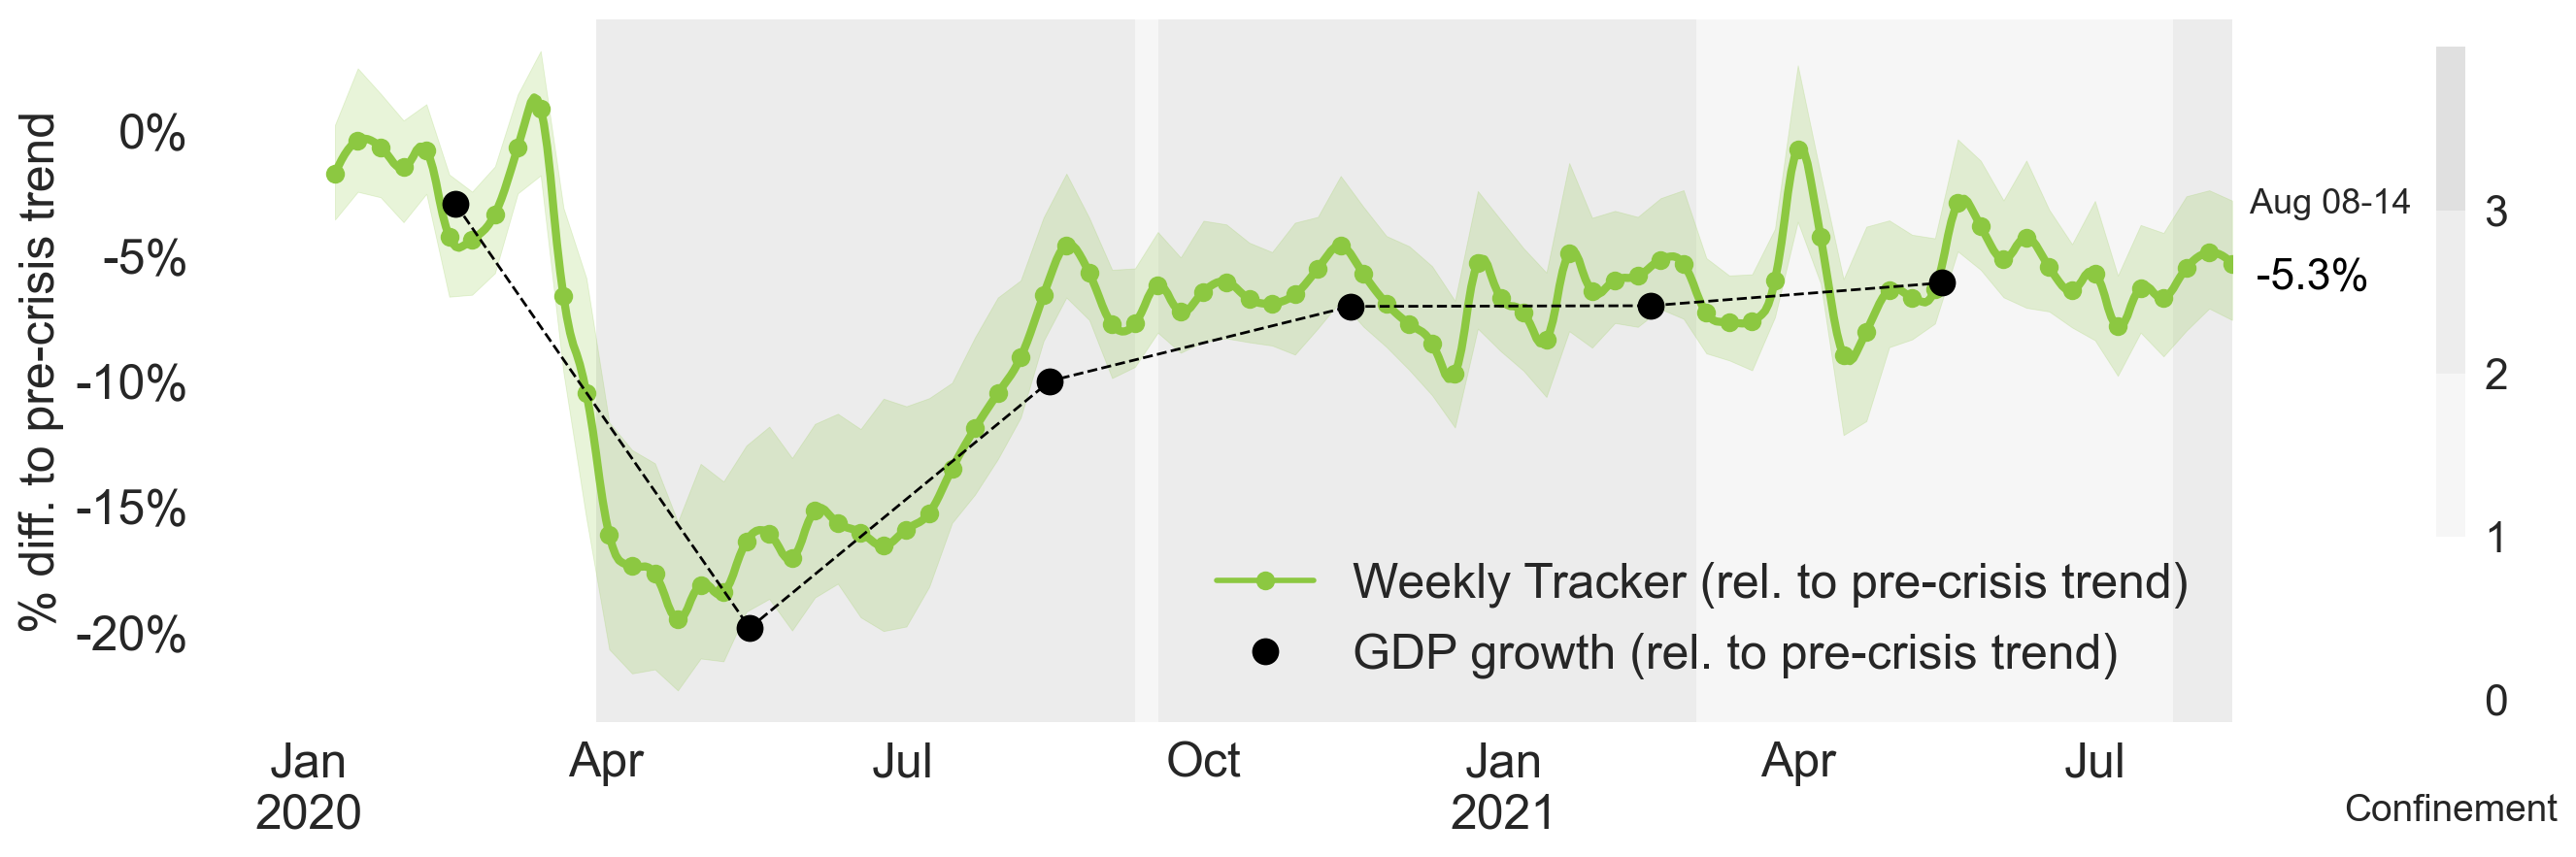 % diff. to pre-crisis trend
0%
-5%
-10%
-15%
-20%
Jan
2020
Apr
Jul
Oct
Jan
2021
Apr
Jul
Weekly Tracker (rel. to pre-crisis trend)
GDP growth (rel. to pre-crisis trend)
Aug 08-14
-5.3%
3
2
1
0
Confinement